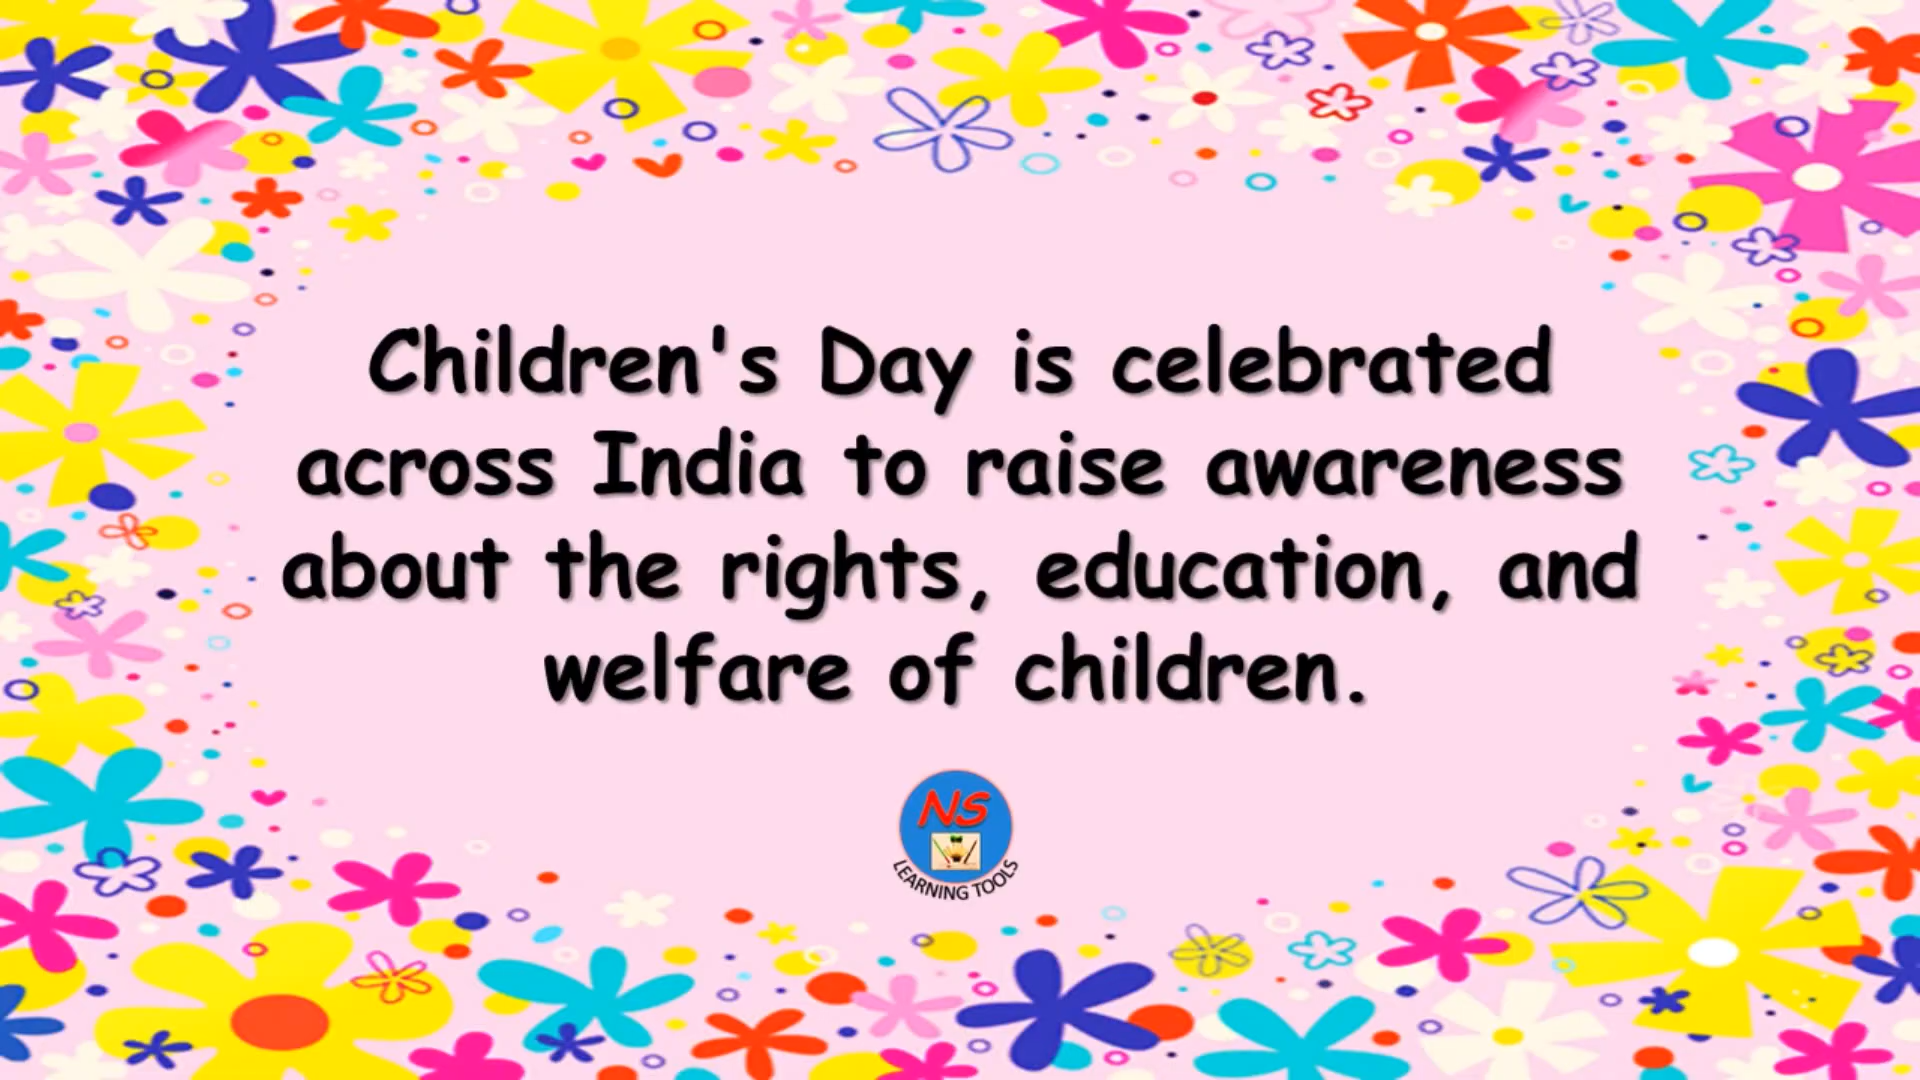 Children's Day is celebrated
across India to raise awareness
about the rights, education, and
welfare of children.
NS
LEARNING TOOLS